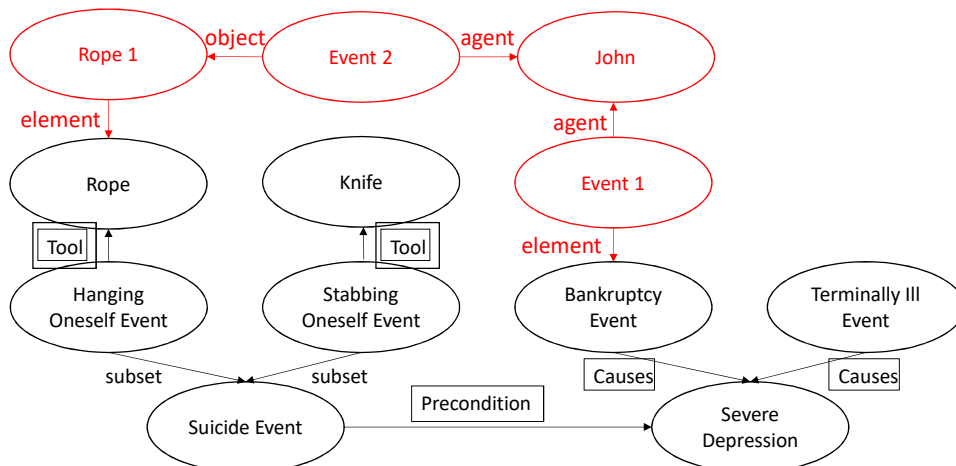 object
agent
Rope 1
Event 2
John
element
agent
Rope
Knife
Event 1
Tool
Tool
element
Hanging
Oneself Event
Stabbing
Oneself Event
Bankruptcy
Event
Terminally Ill
Event
subset
subset
Causes
Causes
Precondition
Suicide Event
Severe
Depression